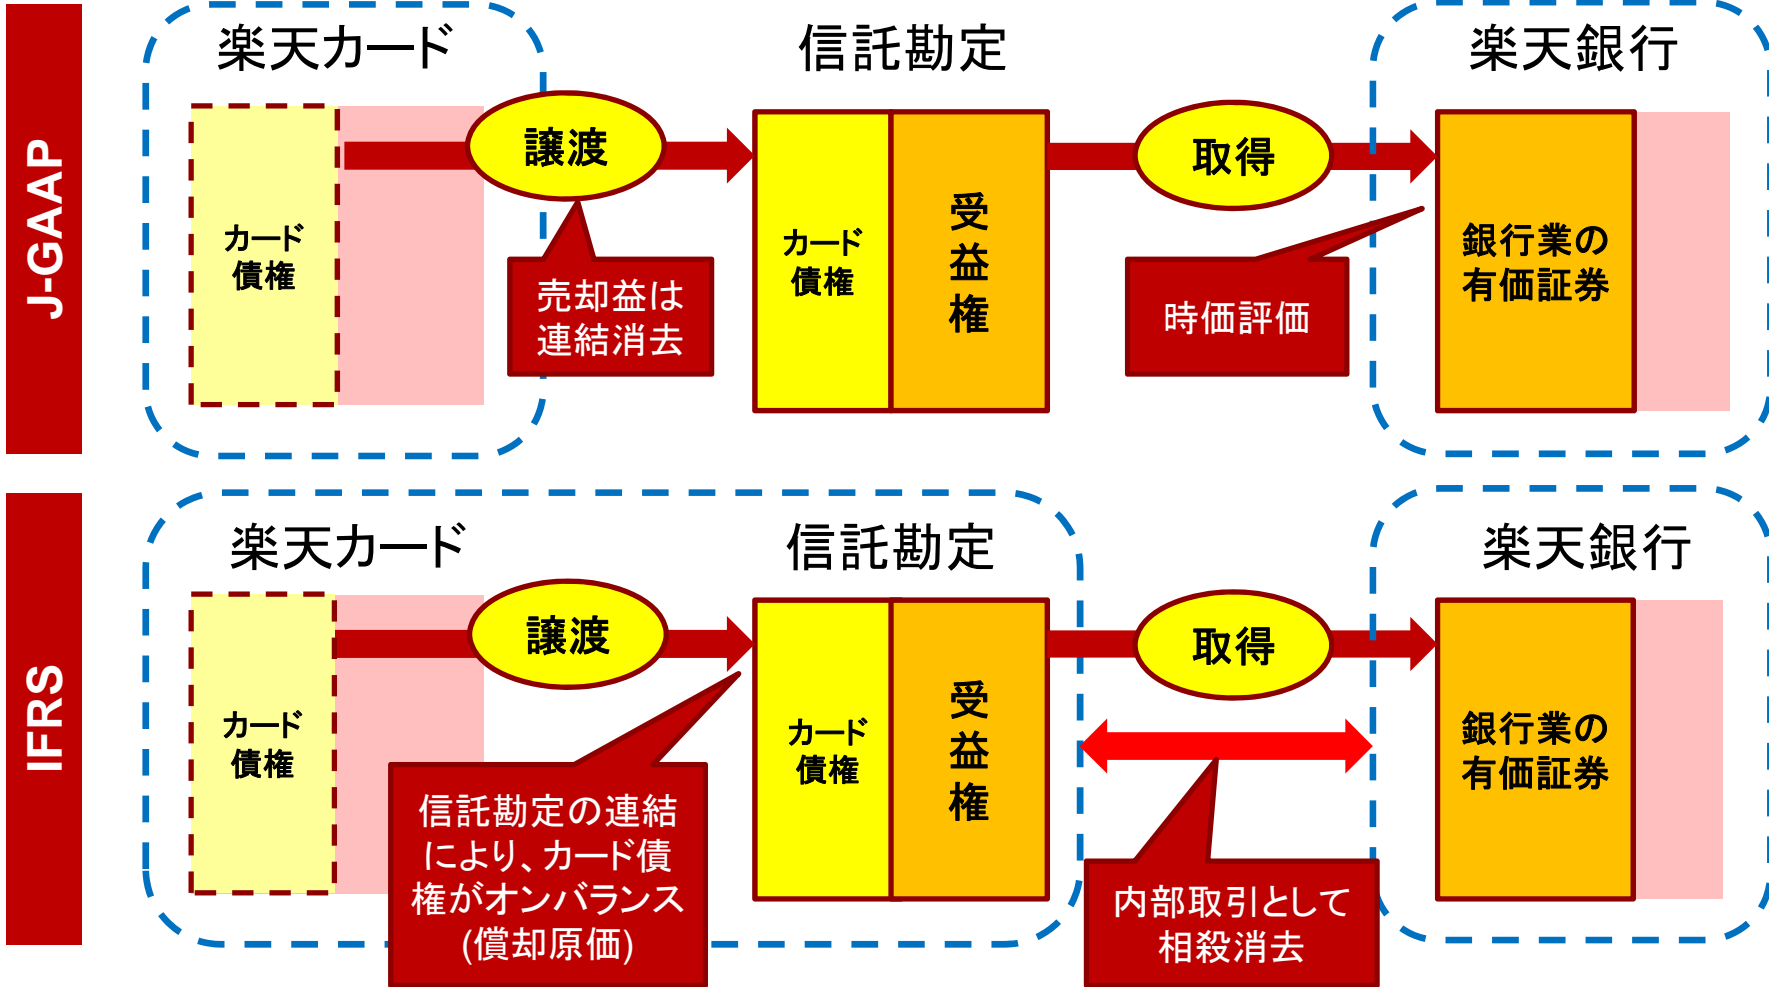 J-GAAP
楽天カード
信託勘定
楽天銀行
譲渡
取得
カード
債権
カード
債権
受
益
権
銀行業の
有価証券
売却益は
連結消去
時価評価
IFRS
楽天カード
信託勘定
楽天銀行
譲渡
取得
カード
債権
カード
債権
受
益
権
銀行業の
有価証券
信託勘定の連結
により、カード債
権がオンバランス
(償却原価)
内部取引として
相殺消去